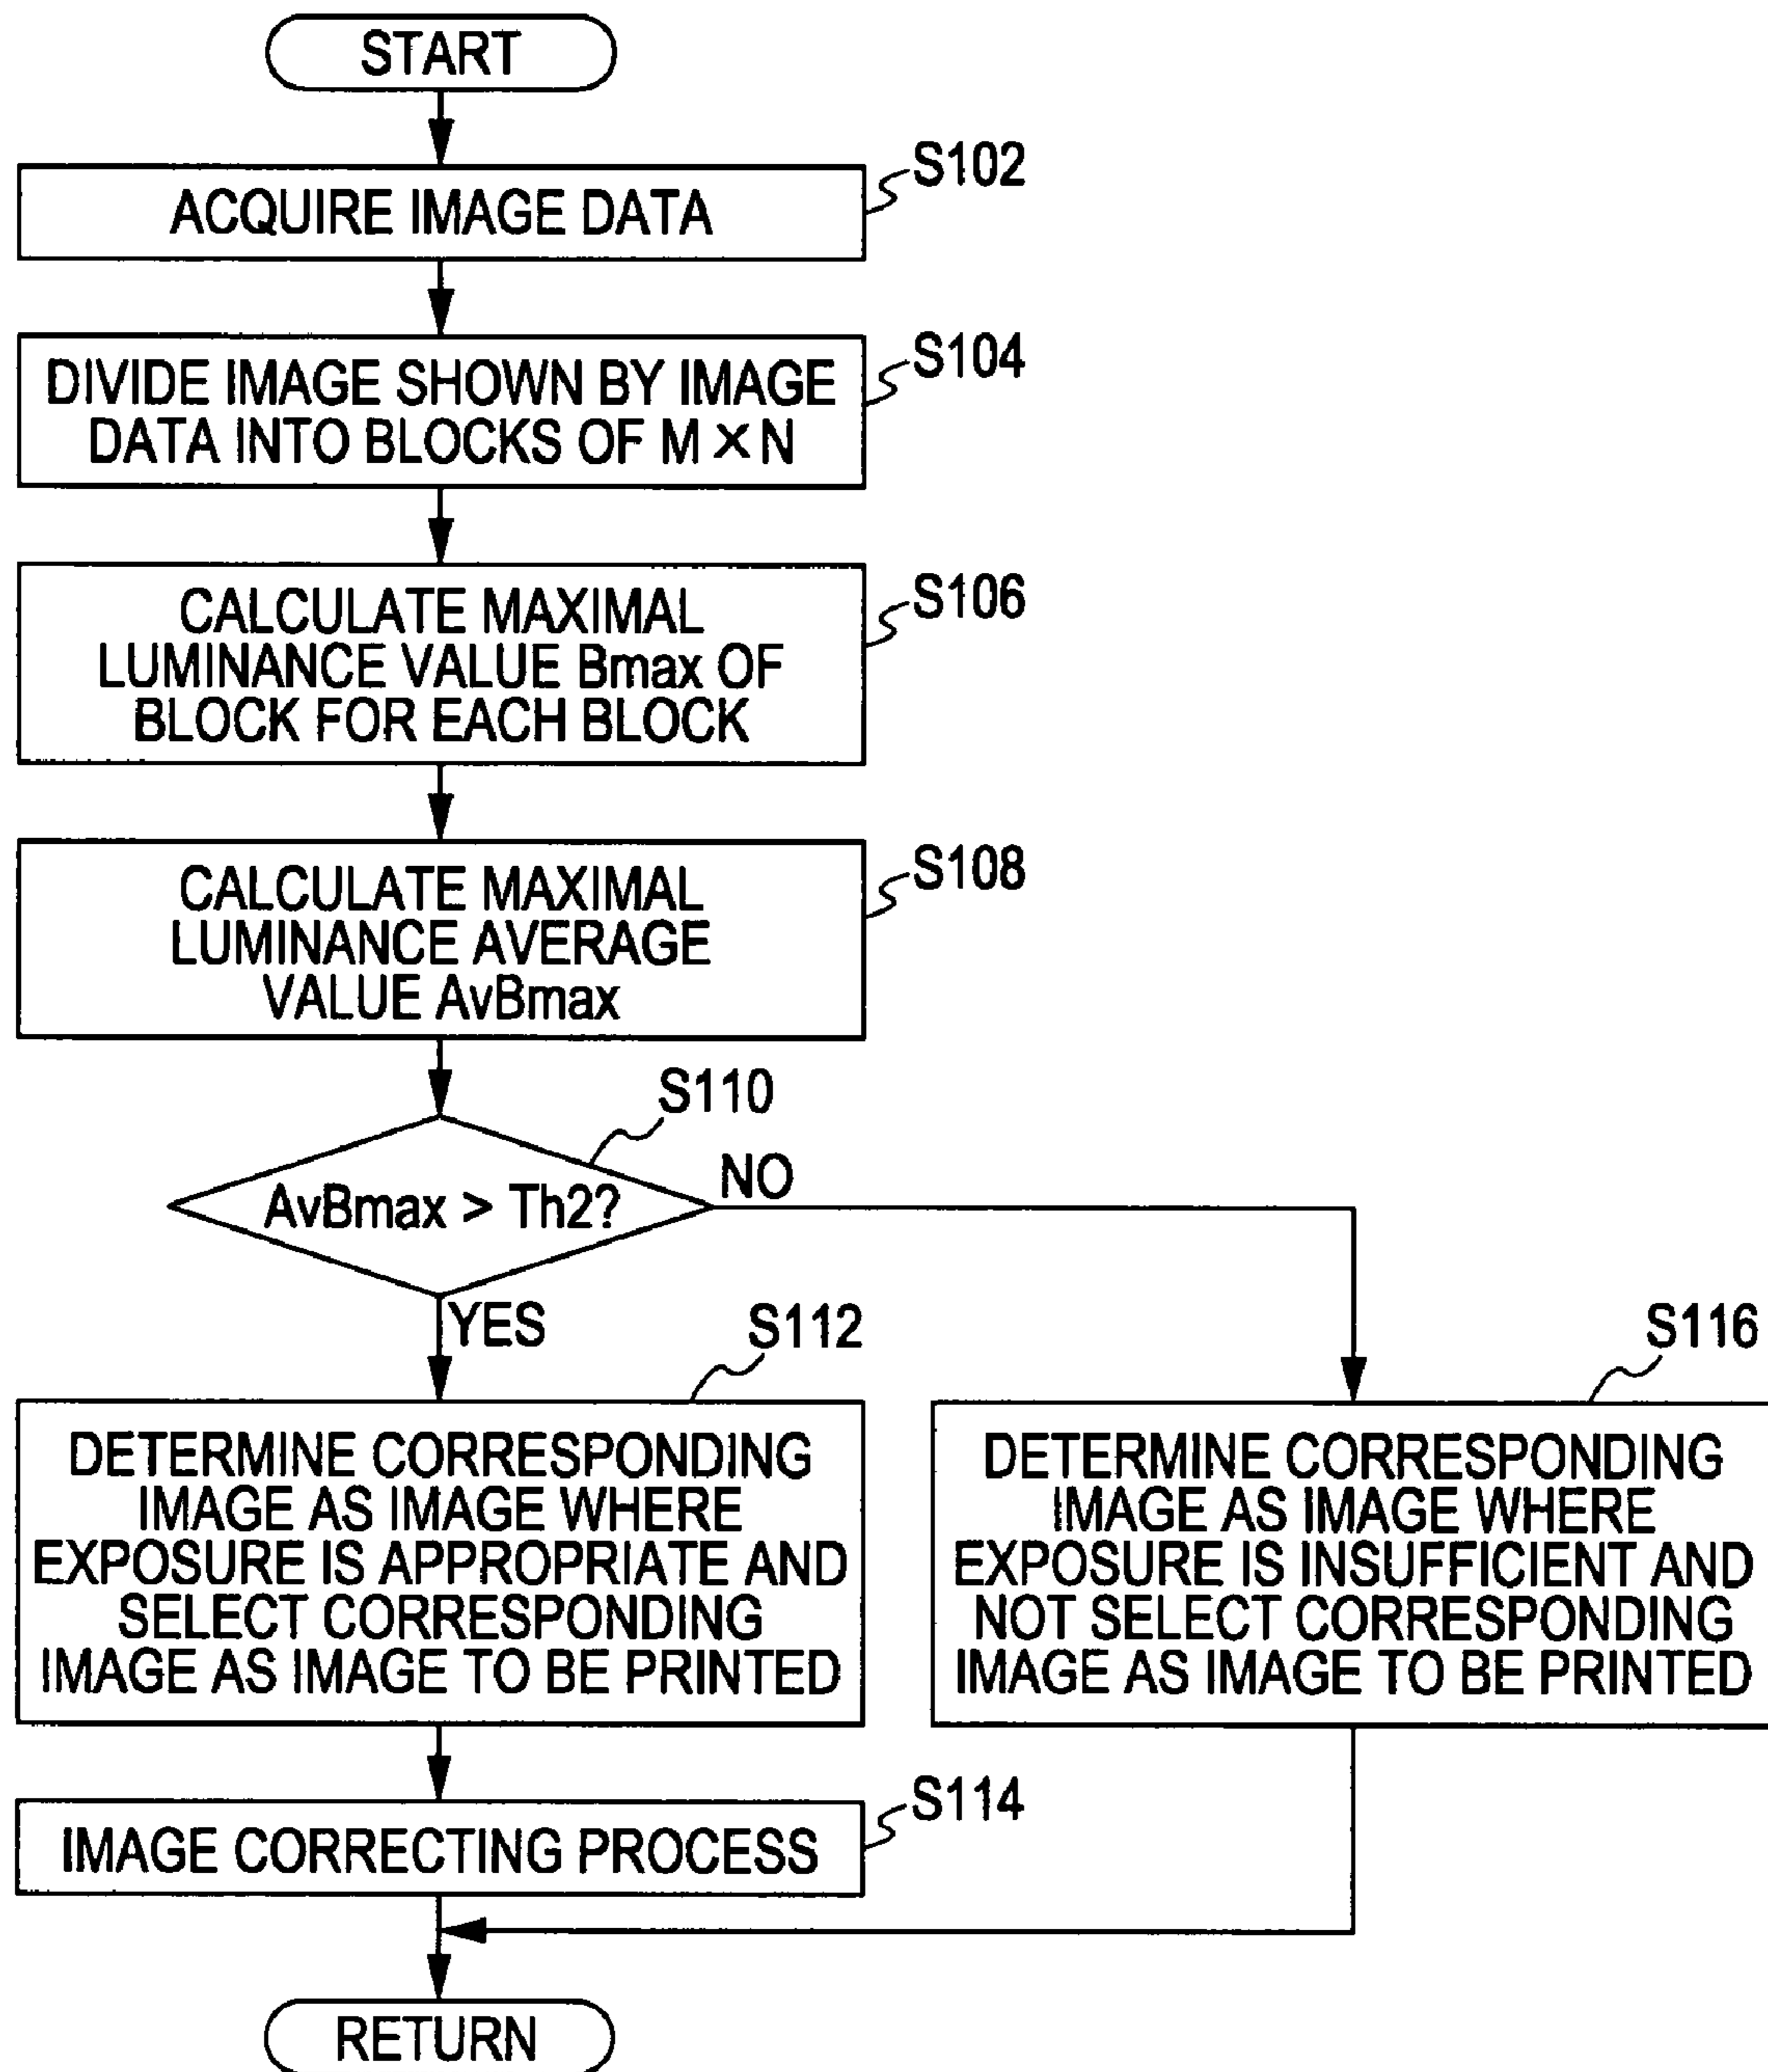 START
S102
ACQUIRE IMAGE DATA
S104
DIVIDE IMAGE SHOWN BY IMAGE
DATA INTO BLOCKS OF M × N
S106
CALCULATE MAXIMAL
LUMINANCE VALUE Bmax OF
BLOCK FOR EACH BLOCK
S108
CALCULATE MAXIMAL
LUMINANCE AVERAGE
VALUE AvBmax
S110
AvBmax > Th2?
NO
YES
S112
DETERMINE CORRESPONDING
IMAGE AS IMAGE WHERE
EXPOSURE IS APPROPRIATE AND
SELECT CORRESPONDING
IMAGE AS IMAGE TO BE PRINTED
S116
DETERMINE CORRESPONDING
IMAGE AS IMAGE WHERE
EXPOSURE IS INSUFFICIENT AND
NOT SELECT CORRESPONDING
IMAGE AS IMAGE TO BE PRINTED
S114
IMAGE CORRECTING PROCESS
RETURN